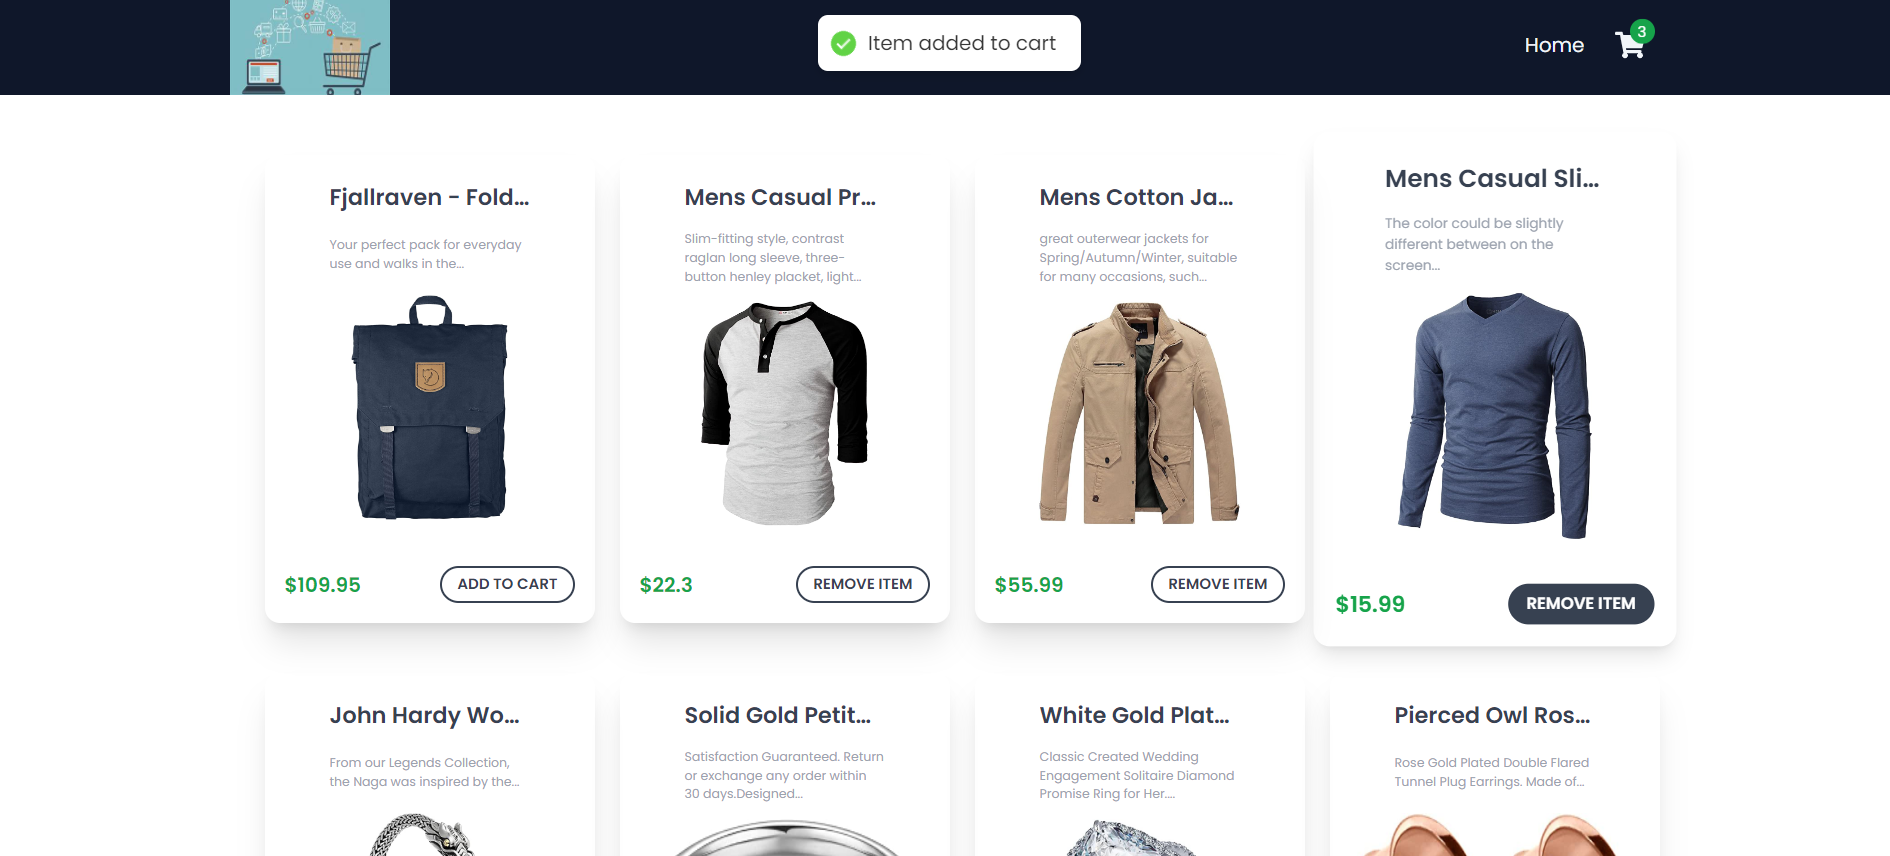 Item added to cart
Home
3
Fjallraven - Fold...
Your perfect pack for everyday
use and walks in the...
$109.95
ADD TO CART
Mens Casual Pr...
Slim-fitting style, contrast
raglan long sleeve, three-
button henley placket, light...
$22.3
REMOVE ITEM
Mens Cotton Ja...
great outerwear jackets for
Spring/Autumn/Winter, suitable
for many occasions, such...
$55.99
REMOVE ITEM
Mens Casual Sli...
The color could be slightly
different between on the
screen...
$15.99
REMOVE ITEM
John Hardy Wo...
From our Legends Collection,
the Naga was inspired by the...
Solid Gold Petit...
Satisfaction Guaranteed. Return
or exchange any order within
30 days.Designed...
White Gold Plat...
Classic Created Wedding
Engagement Solitaire Diamond
Promise Ring for Her....
Pierced Owl Ros...
Rose Gold Plated Double Flared
Tunnel Plug Earrings. Made of...